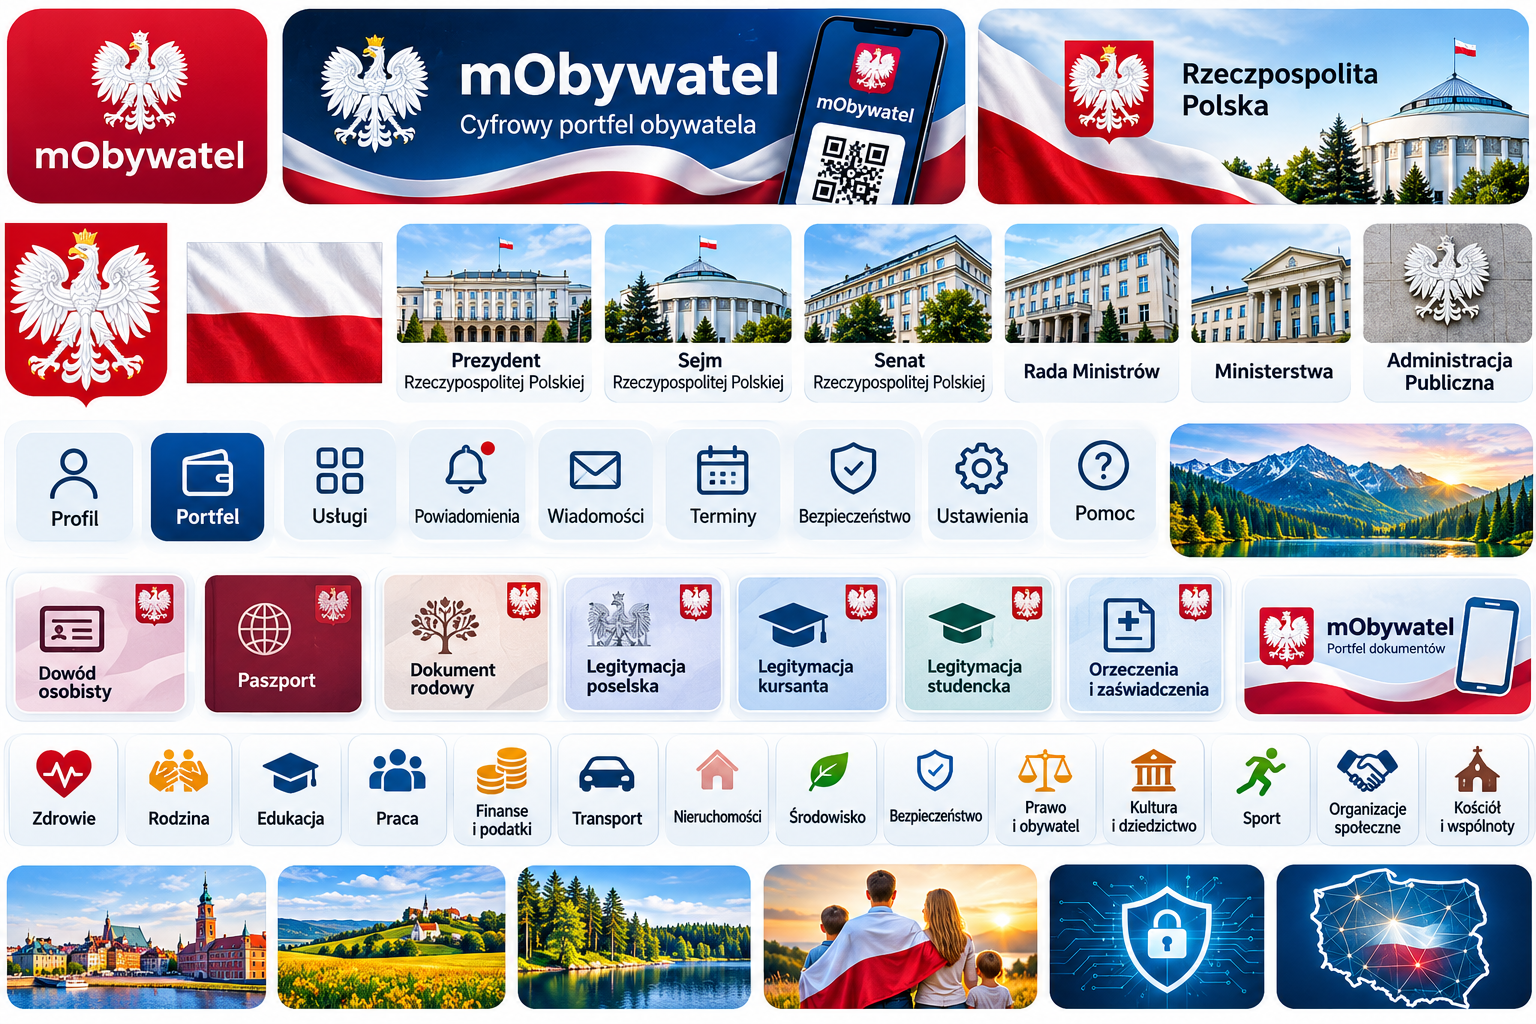 mObywatel
mObywatel
Cyfrowy portfel obywatela
mObywatel
Rzeczpospolita
Polska
Prezydent
Rzeczypospolitej Polskiej
Sejm
Rzeczypospolitej Polskiej
Senat
Rzeczypospolitej Polskiej
Rada Ministrów
Ministerstwa
Administracja
Publiczna
Profil
Portfel
Usługi
Powiadomienia
Wiadomości
Terminy
Bezpieczeństwo
Ustawienia
Pomoc
Dowód
osobisty
Paszport
Dokument
rodowy
Legitymacja
poselska
Legitymacja
kursanta
Legitymacja
studencka
Orzeczenia
i zaświadczenia
mObywatel
Portfel dokumentów
Zdrowie
Rodzina
Edukacja
Praca
Finanse
i podatki
Transport
Nieruchomości
Środowisko
Bezpieczeństwo
Prawo
i obywatel
Kultura
i dziedzictwo
Sport
Organizacje
społeczne
Kościół
i wspólnoty